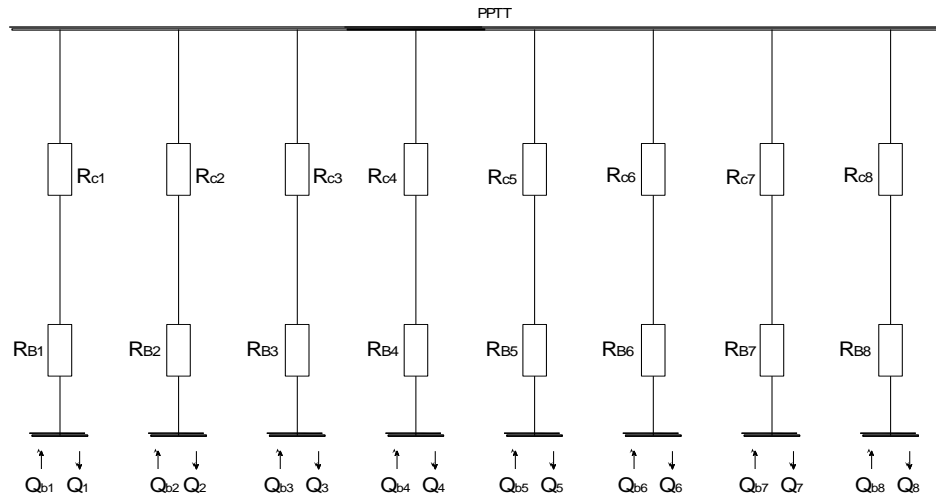 PPTT
Rc1 Rc2 Rc3 Rc4 Rc5 Rc6 Rc7 Rc8
RB1 RB2 RB3 RB4 RB5 RB6 RB7 RB8
Qb1 Q1 Qb2 Q2 Qb3 Q3 Qb4 Q4 Qb5 Q5 Qb6 Q6 Qb7 Q7 Qb8 Q8